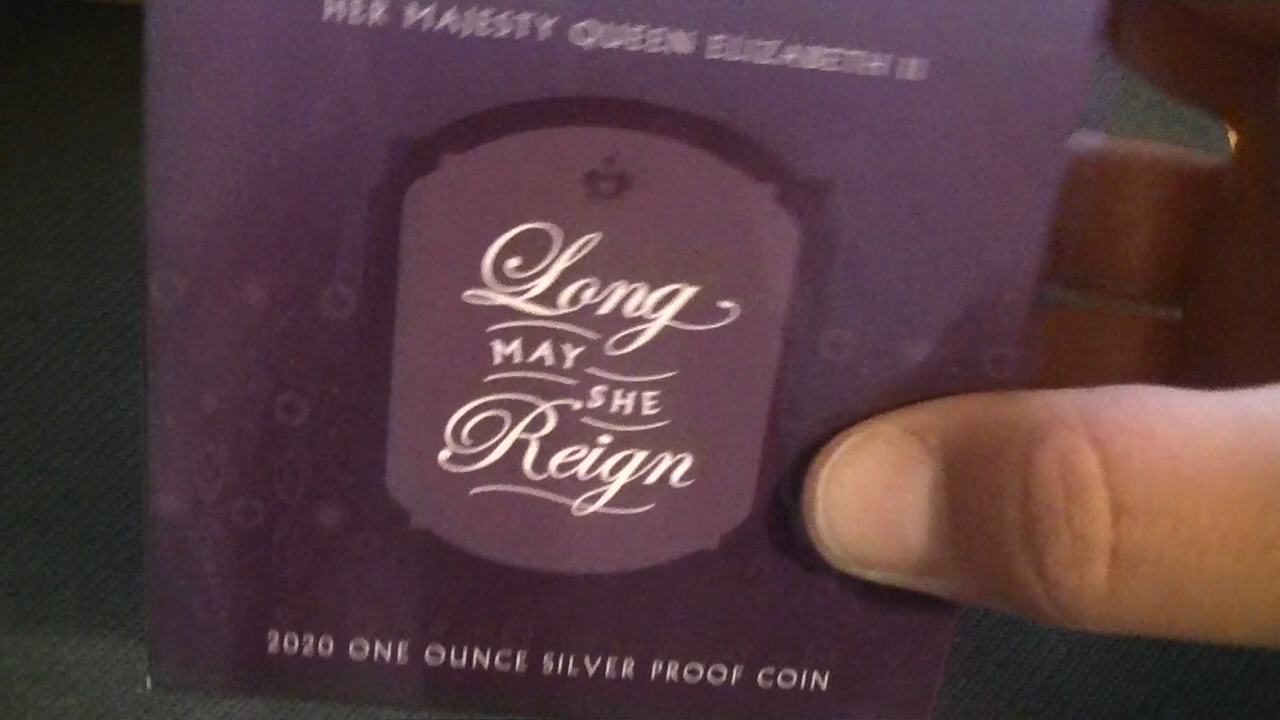 HER MAJESTY QUEEN ELIZABETH II
Long
MAY
SHE
Reign
2020 ONE OUNCE SILVER PROOF COIN